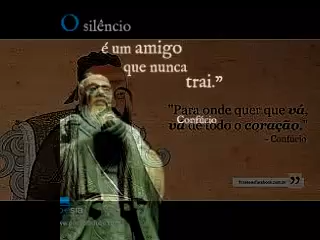 O silêncio
é um amigo
que nunca
trai."
"Para onde quer que vá,
vá de todo o coração."
Confúcio
- Confúcio